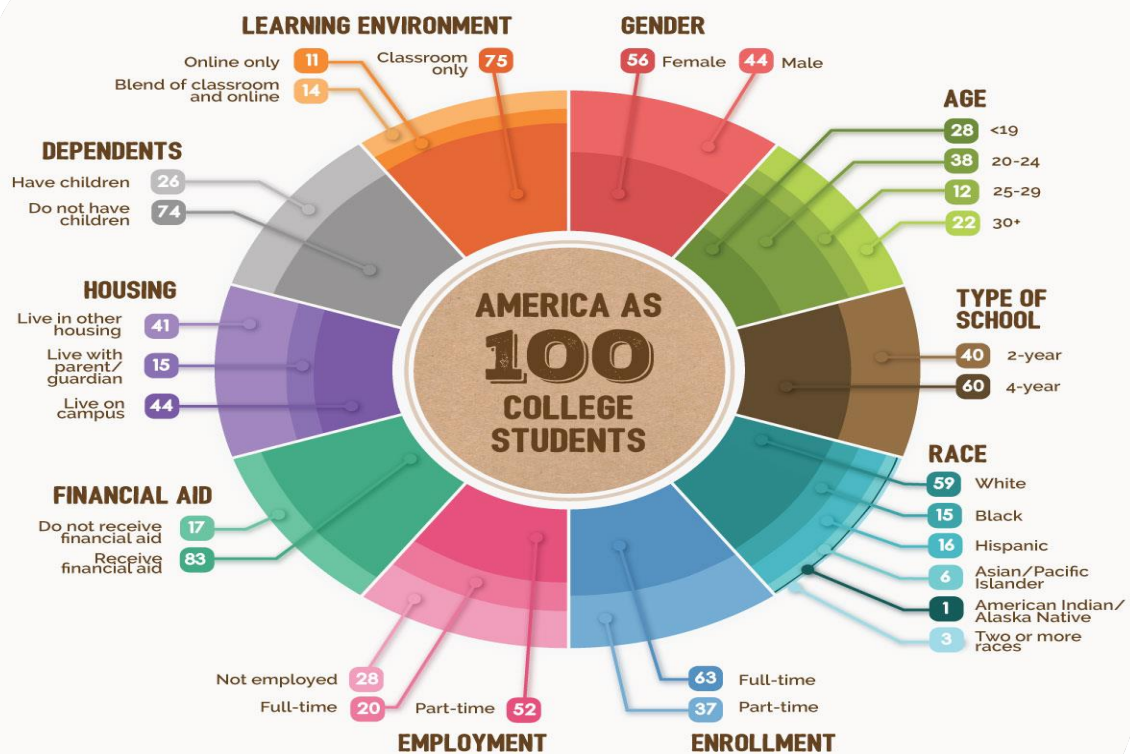 LEARNING ENVIRONMENT
Online only 11
Blend of classroom
and online 14
Classroom
only 75
GENDER
56 Female
44 Male
AGE
28 <19
38 20-24
12 25-29
22 30+
TYPE OF
SCHOOL
40 2-year
60 4-year
RACE
59 White
15 Black
16 Hispanic
6 Asian/Pacific
Islander
1 American Indian/
Alaska Native
3 Two or more
races
ENROLLMENT
63 Full-time
37 Part-time
EMPLOYMENT
Not employed 28
Full-time 20
Part-time 52
FINANCIAL AID
Do not receive
financial aid 17
Receive
financial aid 83
HOUSING
Live in other
housing 41
Live with
parent/
guardian 15
Live on
campus 44
DEPENDENTS
Have children 26
Do not have
children 74
AMERICA AS
100
COLLEGE
STUDENTS